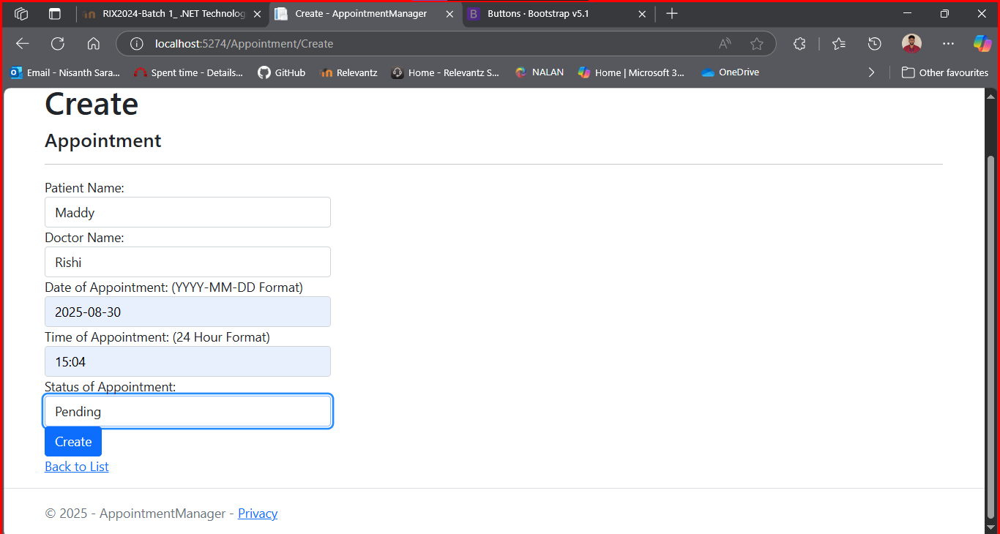 RIX2024-Batch 1_ .NET Technolog
Create - AppointmentManager
B Buttons · Bootstrap v5.1
localhost:5274/Appointment/Create
Email - Nisanth Sara...
Spent time - Details...
GitHub
Relevantz
Home - Relevantz S...
NALAN
Home | Microsoft 3...
OneDrive
Other favourites
Create
Appointment
Patient Name:
Maddy
Doctor Name:
Rishi
Date of Appointment: (YYYY-MM-DD Format)
2025-08-30
Time of Appointment: (24 Hour Format)
15:04
Status of Appointment:
Pending
Create
Back to List
© 2025 - AppointmentManager - Privacy